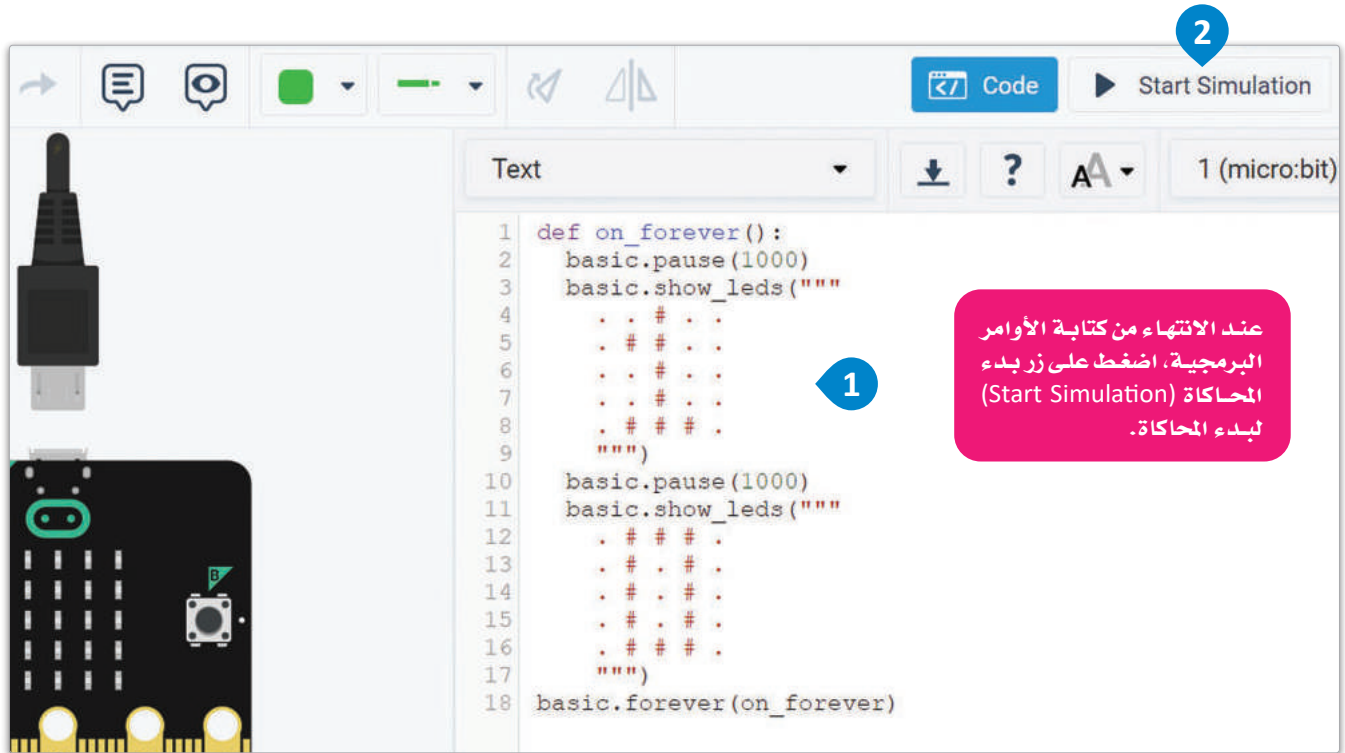 2
Code
Start Simulation
Text
?
AA
1 (micro:bit)
1 def on_forever():
2   basic.pause(1000)
3   basic.show_leds("""
4     . . # . .
5     . # # . .
6     . . # . .
7     . . # . .
8     . # # # .
9     """)
10   basic.pause(1000)
11   basic.show_leds("""
12     . # # # .
13     . # . # .
14     . # . # .
15     . # . # .
16     . # # # .
17     """)
18 basic.forever(on_forever)
1
عند الانتهاء من كتابة الأوامر
البرمجية، اضغط على زر بدء
المحاكاة (Start Simulation)
لبدء المحاكاة.
B